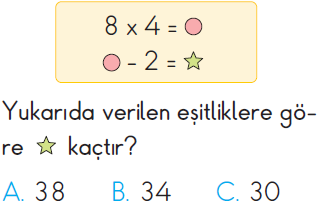 8 x 4 =
- 2 =
Yukarıda verilen eşitliklere gö-
re kaçtır?
A. 38 B. 34 C. 30